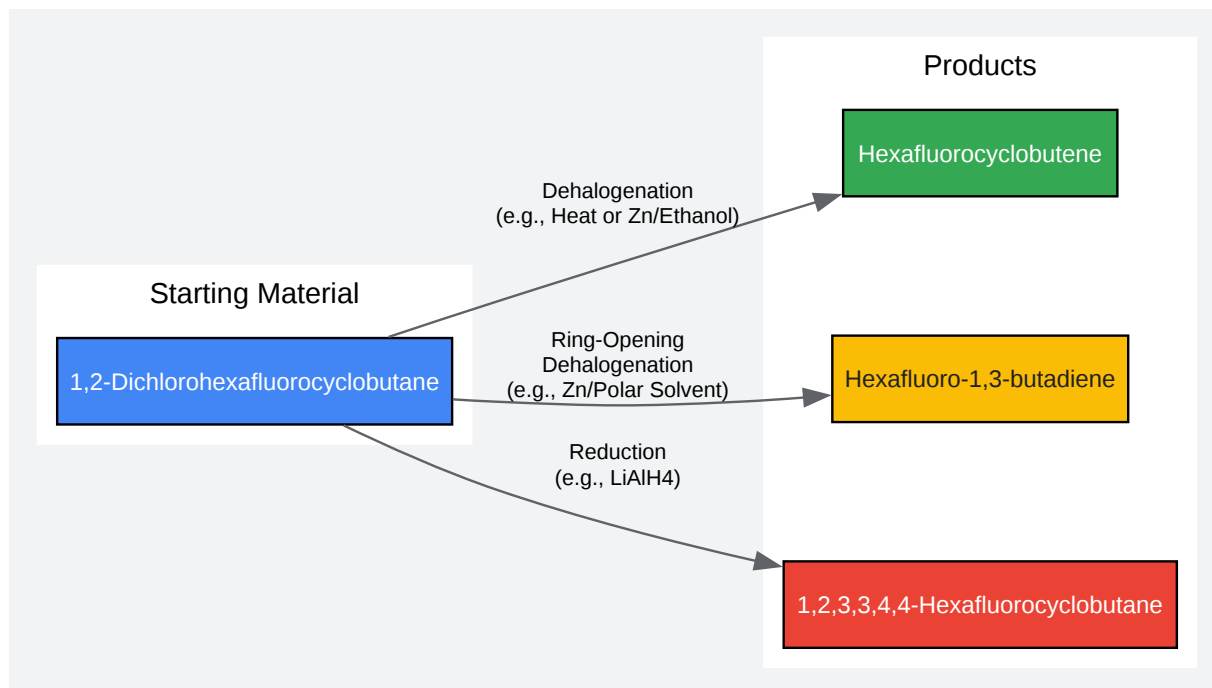 Products
Hexafluorocyclobutene
Dehalogenation
(e.g., Heat or Zn/Ethanol)
Starting Material
1,2-Dichlorohexafluorocyclobutane
Ring-Opening
Dehalogenation
(e.g., Zn/Polar Solvent)
Hexafluoro-1,3-butadiene
Reduction
(e.g., LiAlH4)
1,2,3,3,4,4-Hexafluorocyclobutane